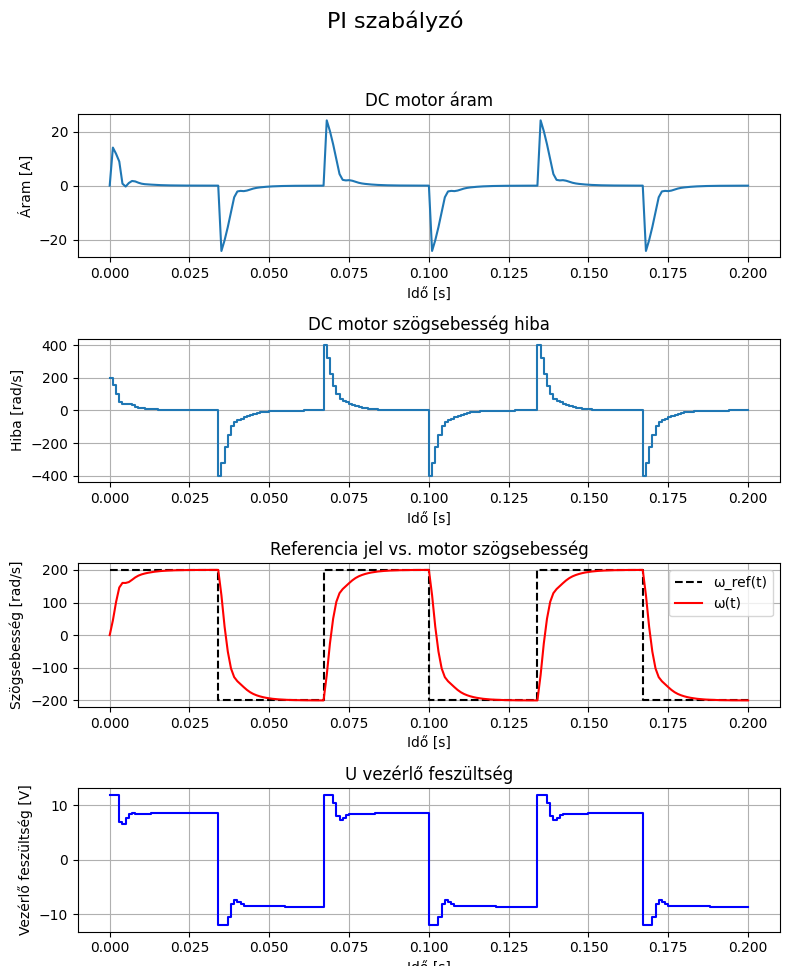 PI szabályzó
DC motor áram
Áram [A]
20
0
−20
0.000 0.025 0.050 0.075 0.100 0.125 0.150 0.175 0.200
Idő [s]
DC motor szögsebesség hiba
Hiba [rad/s]
400
200
0
−200
−400
0.000 0.025 0.050 0.075 0.100 0.125 0.150 0.175 0.200
Idő [s]
Referencia jel vs. motor szögsebesség
Szögsebesség [rad/s]
200
100
0
−100
−200
ω_ref(t)
ω(t)
0.000 0.025 0.050 0.075 0.100 0.125 0.150 0.175 0.200
Idő [s]
U vezérlő feszültség
Vezérlő feszültség [V]
10
0
−10
0.000 0.025 0.050 0.075 0.100 0.125 0.150 0.175 0.200
Idő [s]